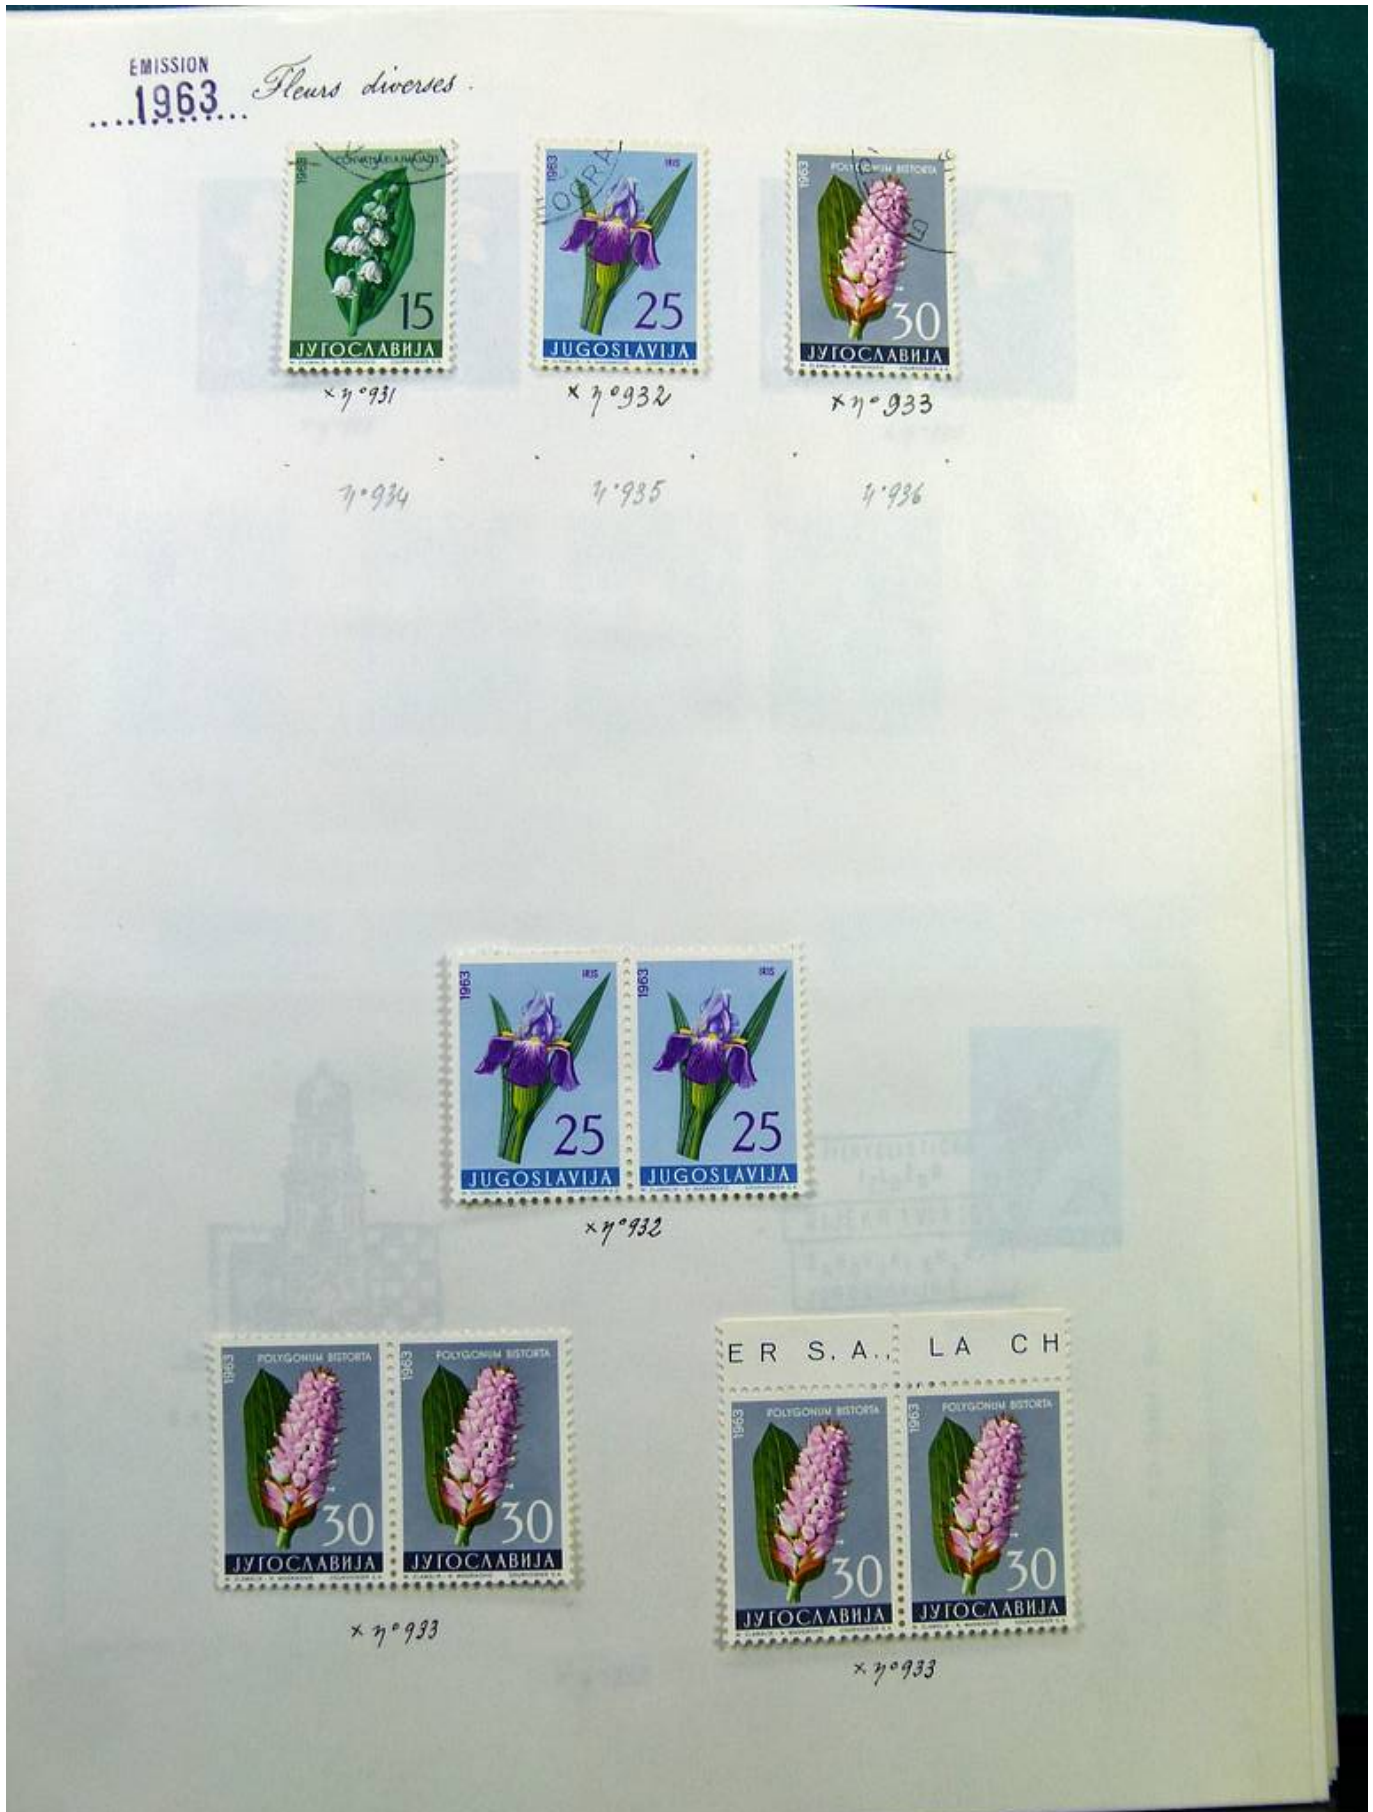 EMISSION
1963 Fleurs diverses.
1963
15
ЈУГОСЛАВИЈА
× n°931
1963 IRIS
OGRA
25
JUGOSLAVIJA
× n°932
1963 POLYGONUM BISTORTA
30
ЈУГОСЛАВИЈА
× n°933
n°934
n°935
n°936
1963 IRIS
25
JUGOSLAVIJA
1963 IRIS
25
JUGOSLAVIJA
× n°932
1963 POLYGONUM BISTORTA
30
ЈУГОСЛАВИЈА
1963 POLYGONUM BISTORTA
30
ЈУГОСЛАВИЈА
× n°933
ER S.A., LA CH
1963 POLYGONUM BISTORTA
30
ЈУГОСЛАВИЈА
1963 POLYGONUM BISTORTA
30
ЈУГОСЛАВИЈА
× n°933